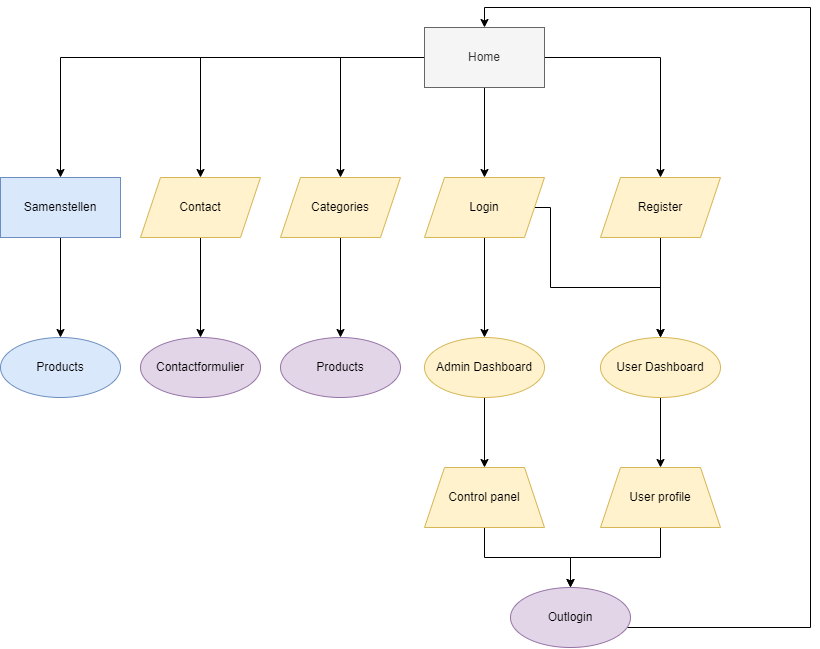 Home
Samenstellen
Contact
Categories
Login
Register
Products
Contactformulier
Products
Admin Dashboard
User Dashboard
Control panel
User profile
Outlogin